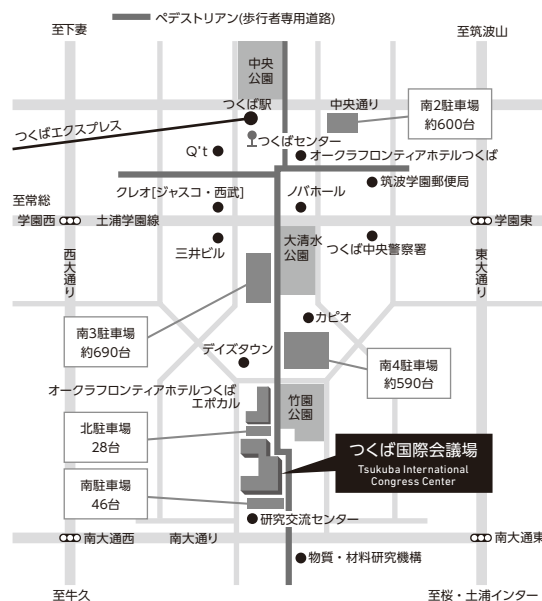 ペデストリアン(歩行者専用道路)
至下妻
至筑波山
中央
公園
つくば駅
中央通り
南2駐車場
約600台
つくばエクスプレス
つくばセンター
Q't
オークラフロンティアホテルつくば
筑波学園郵便局
クレオ[ジャスコ・西武]
ノバホール
至常総
学園西
土浦学園線
学園東
大清水
公園
三井ビル
つくば中央警察署
西大通り
東大通り
カピオ
南3駐車場
約690台
デイズタウン
南4駐車場
約590台
オークラフロンティアホテルつくば
エポカル
竹園
公園
北駐車場
28台
つくば国際会議場
Tsukuba International
Congress Center
南駐車場
46台
研究交流センター
南大通西
南大通り
南大通東
物質・材料研究機構
至牛久
至桜・土浦インター